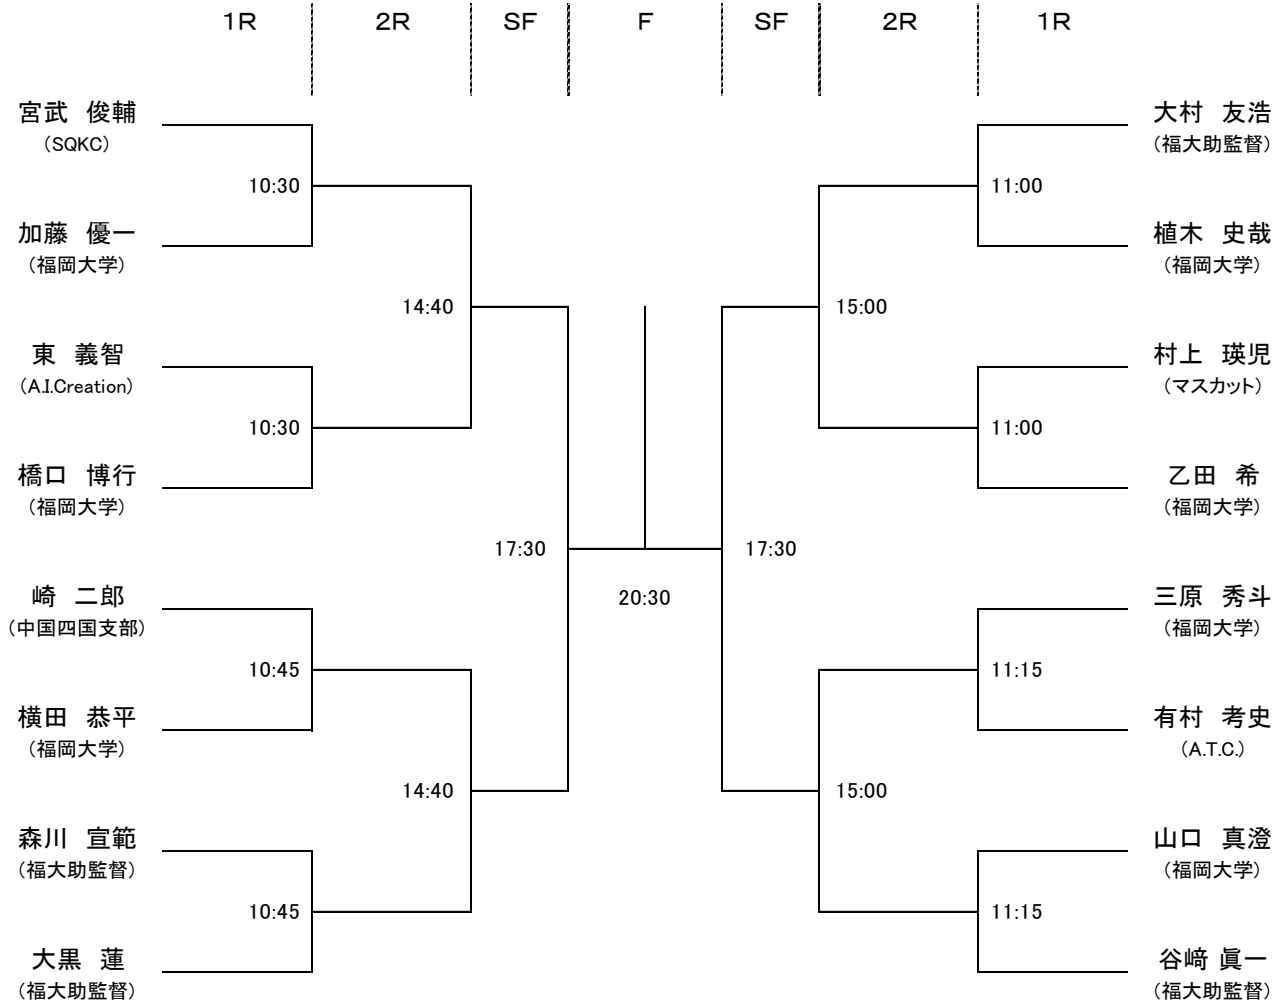 1R 2R SF F SF 2R 1R
宮武 俊輔
(SQKC)
10:30
加藤 優一
(福岡大学)
14:40
東 義智
(A.I.Creation)
10:30
橋口 博行
(福岡大学)
17:30
崎 二郎
(中国四国支部)
10:45
横田 恭平
(福岡大学)
14:40
森川 宣範
(福大助監督)
10:45
大黒 蓮
(福大助監督)
20:30
大村 友浩
(福大助監督)
11:00
植木 史哉
(福岡大学)
15:00
村上 瑛児
(マスカット)
11:00
乙田 希
(福岡大学)
17:30
三原 秀斗
(福岡大学)
11:15
有村 考史
(A.T.C.)
15:00
山口 真澄
(福岡大学)
11:15
谷﨑 眞一
(福大助監督)